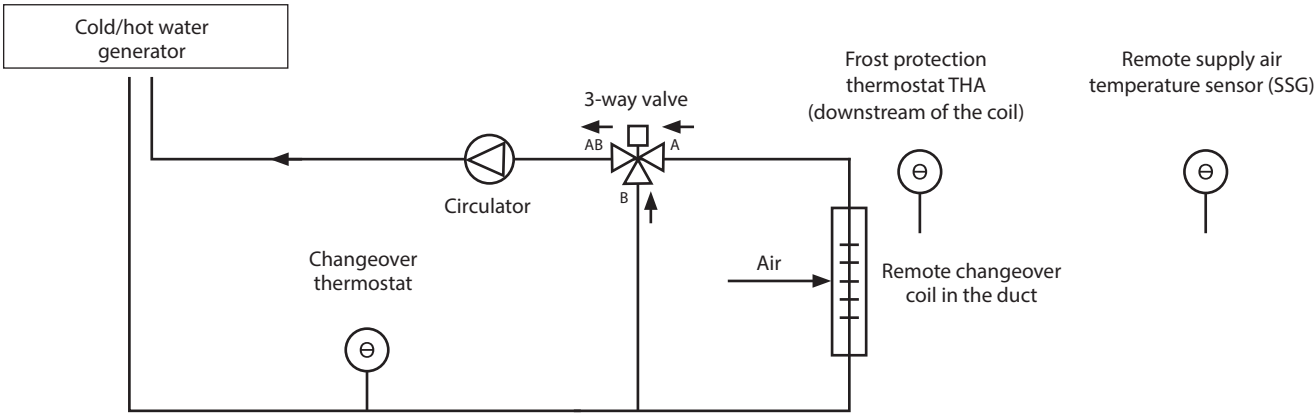 Cold/hot water
generator
Frost protection
thermostat THA
(downstream of the coil)
Remote supply air
temperature sensor (SSG)
3-way valve
AB
A
B
Circulator
Changeover
thermostat
Air
Remote changeover
coil in the duct
Θ
Θ
Θ